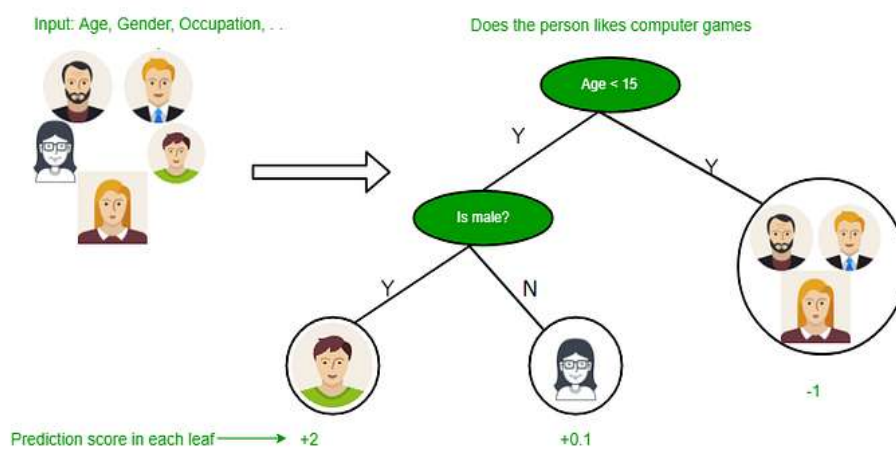 Input: Age, Gender, Occupation, . .
Does the person likes computer games
Age < 15
Y
Y
Is male?
Y
N
-1
Prediction score in each leaf
+2
+0.1